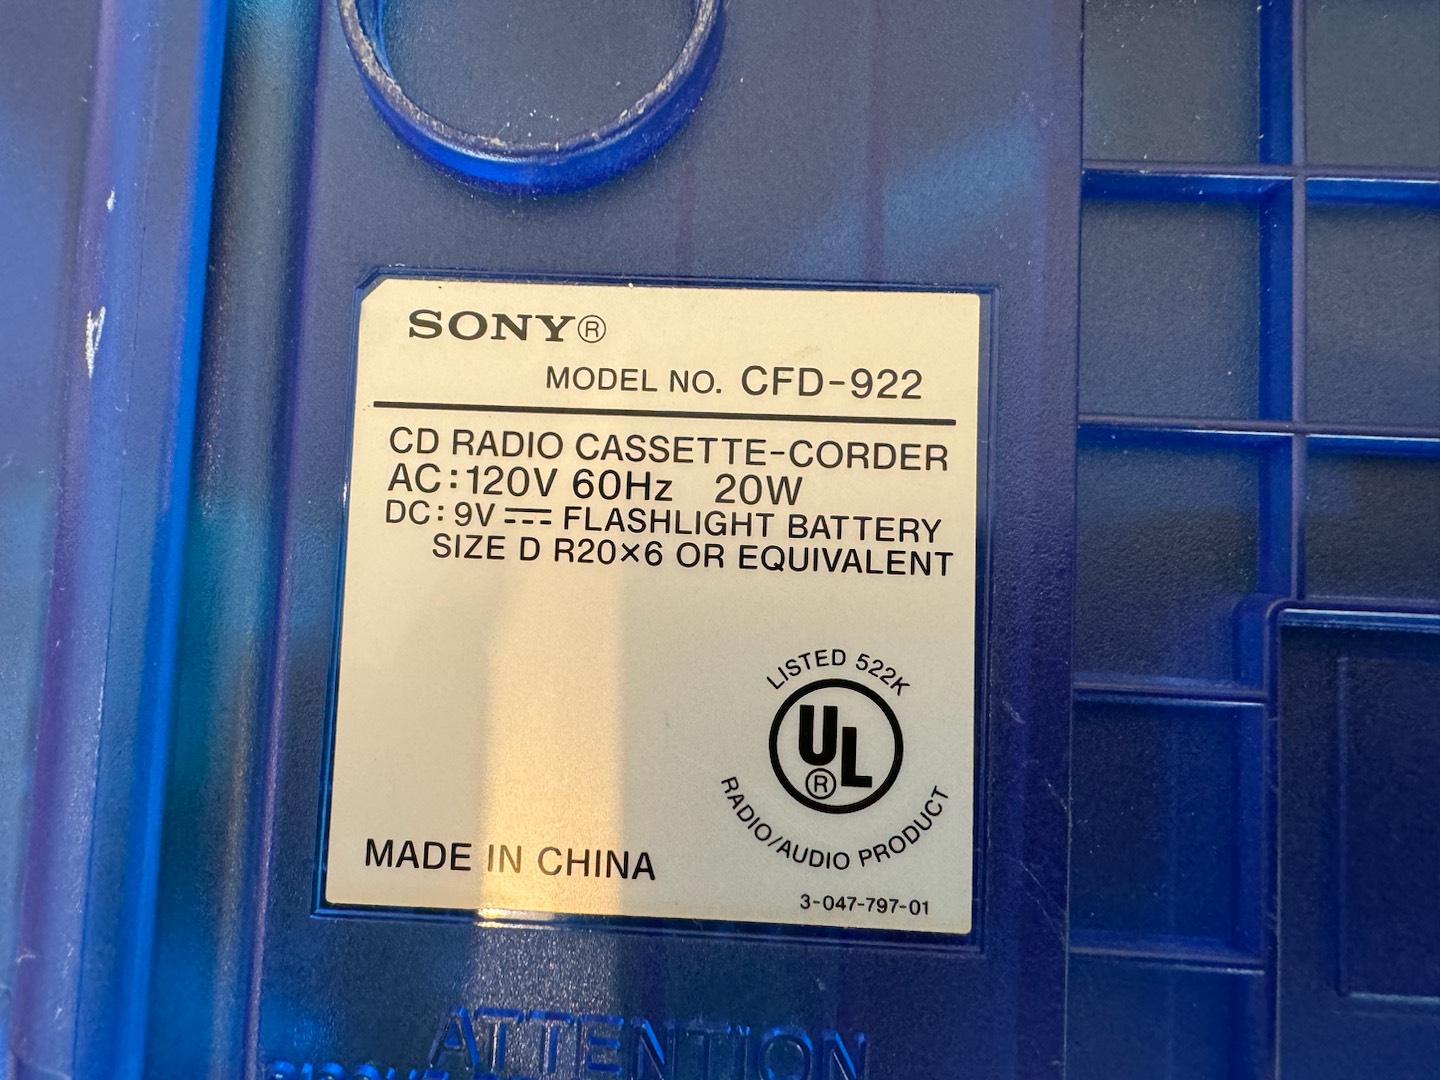 SONY®
MODEL NO. CFD-922
CD RADIO CASSETTE-CORDER
AC:120V 60Hz 20W
DC:9V ⎓ FLASHLIGHT BATTERY
SIZE D R20×6 OR EQUIVALENT
LISTED 522K
UL®
RADIO/AUDIO PRODUCT
MADE IN CHINA
3-047-797-01
ATTENTION